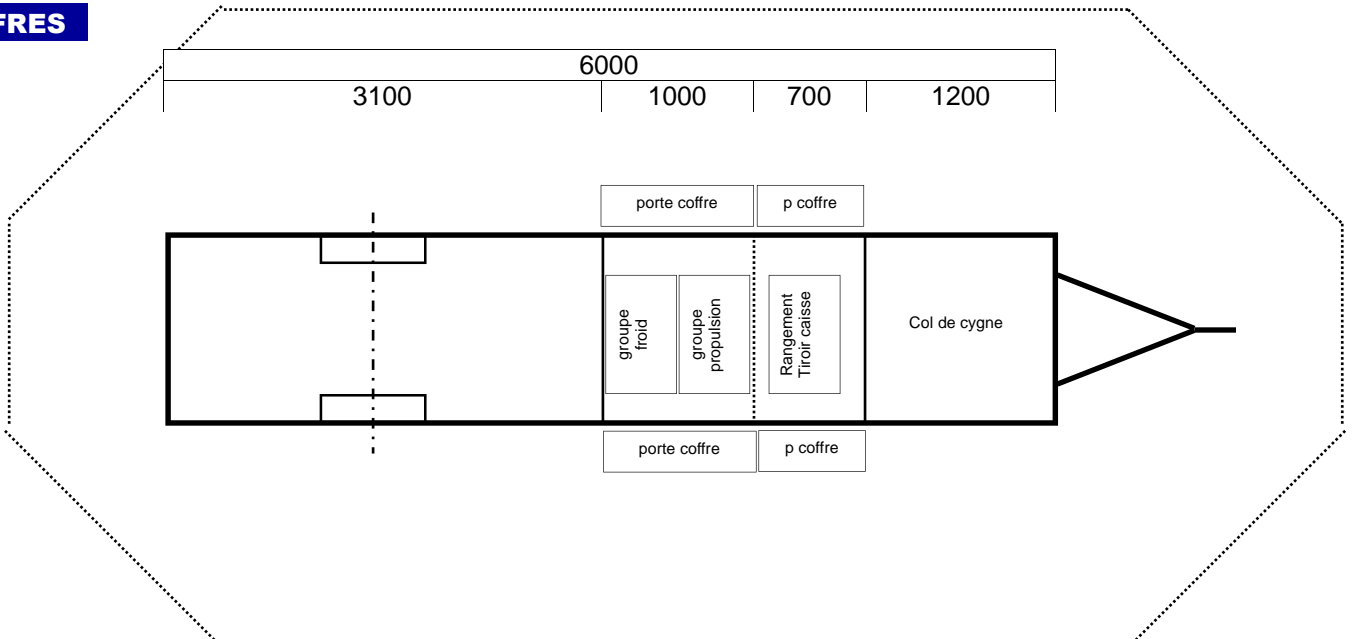 FRES
6000
3100 1000 700 1200
porte coffre p coffre
groupe
froid
groupe
propulsion
Rangement
Tiroir caisse
Col de cygne
porte coffre p coffre